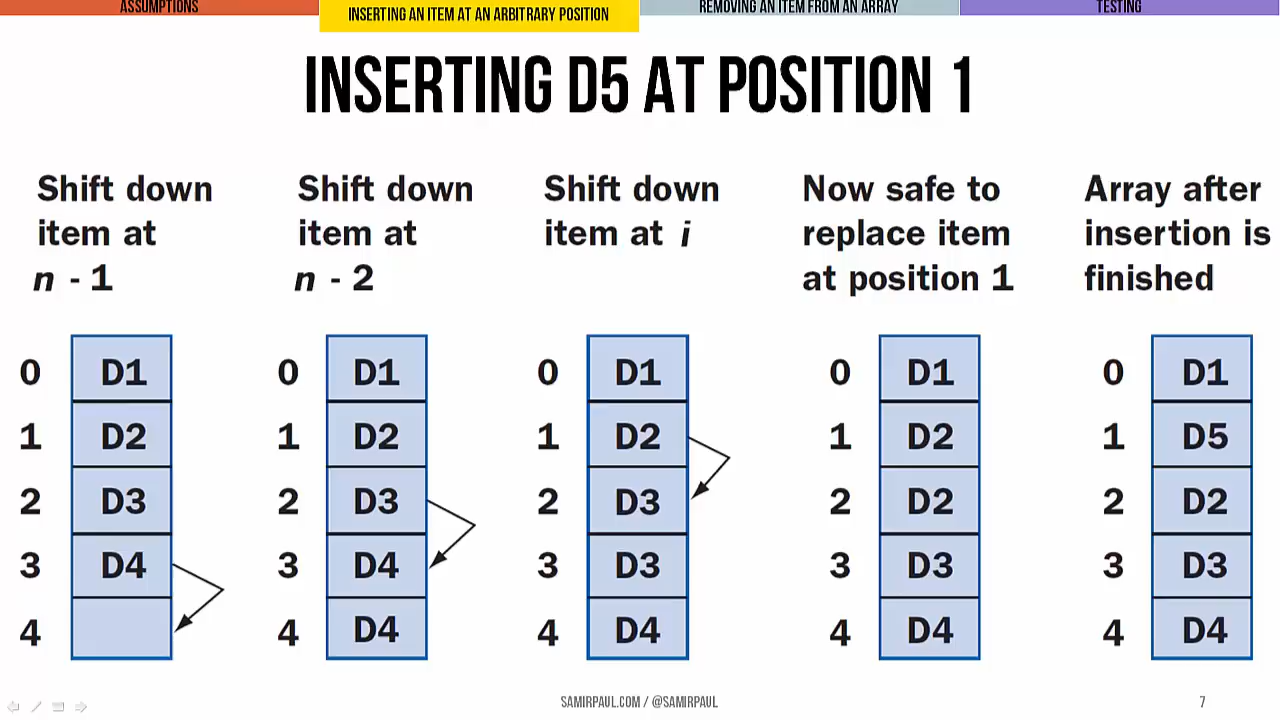 ASSUMPTIONS
INSERTING AN ITEM AT AN ARBITRARY POSITION
REMOVING AN ITEM FROM AN ARRAY
TESTING
INSERTING D5 AT POSITION 1
Shift down
item at
n - 1
0 D1
1 D2
2 D3
3 D4
4
Shift down
item at
n - 2
0 D1
1 D2
2 D3
3 D4
4 D4
Shift down
item at i
0 D1
1 D2
2 D3
3 D3
4 D4
Now safe to
replace item
at position 1
0 D1
1 D2
2 D2
3 D3
4 D4
Array after
insertion is
finished
0 D1
1 D5
2 D2
3 D3
4 D4
SAMIRPAUL.COM / @SAMIRPAUL
7